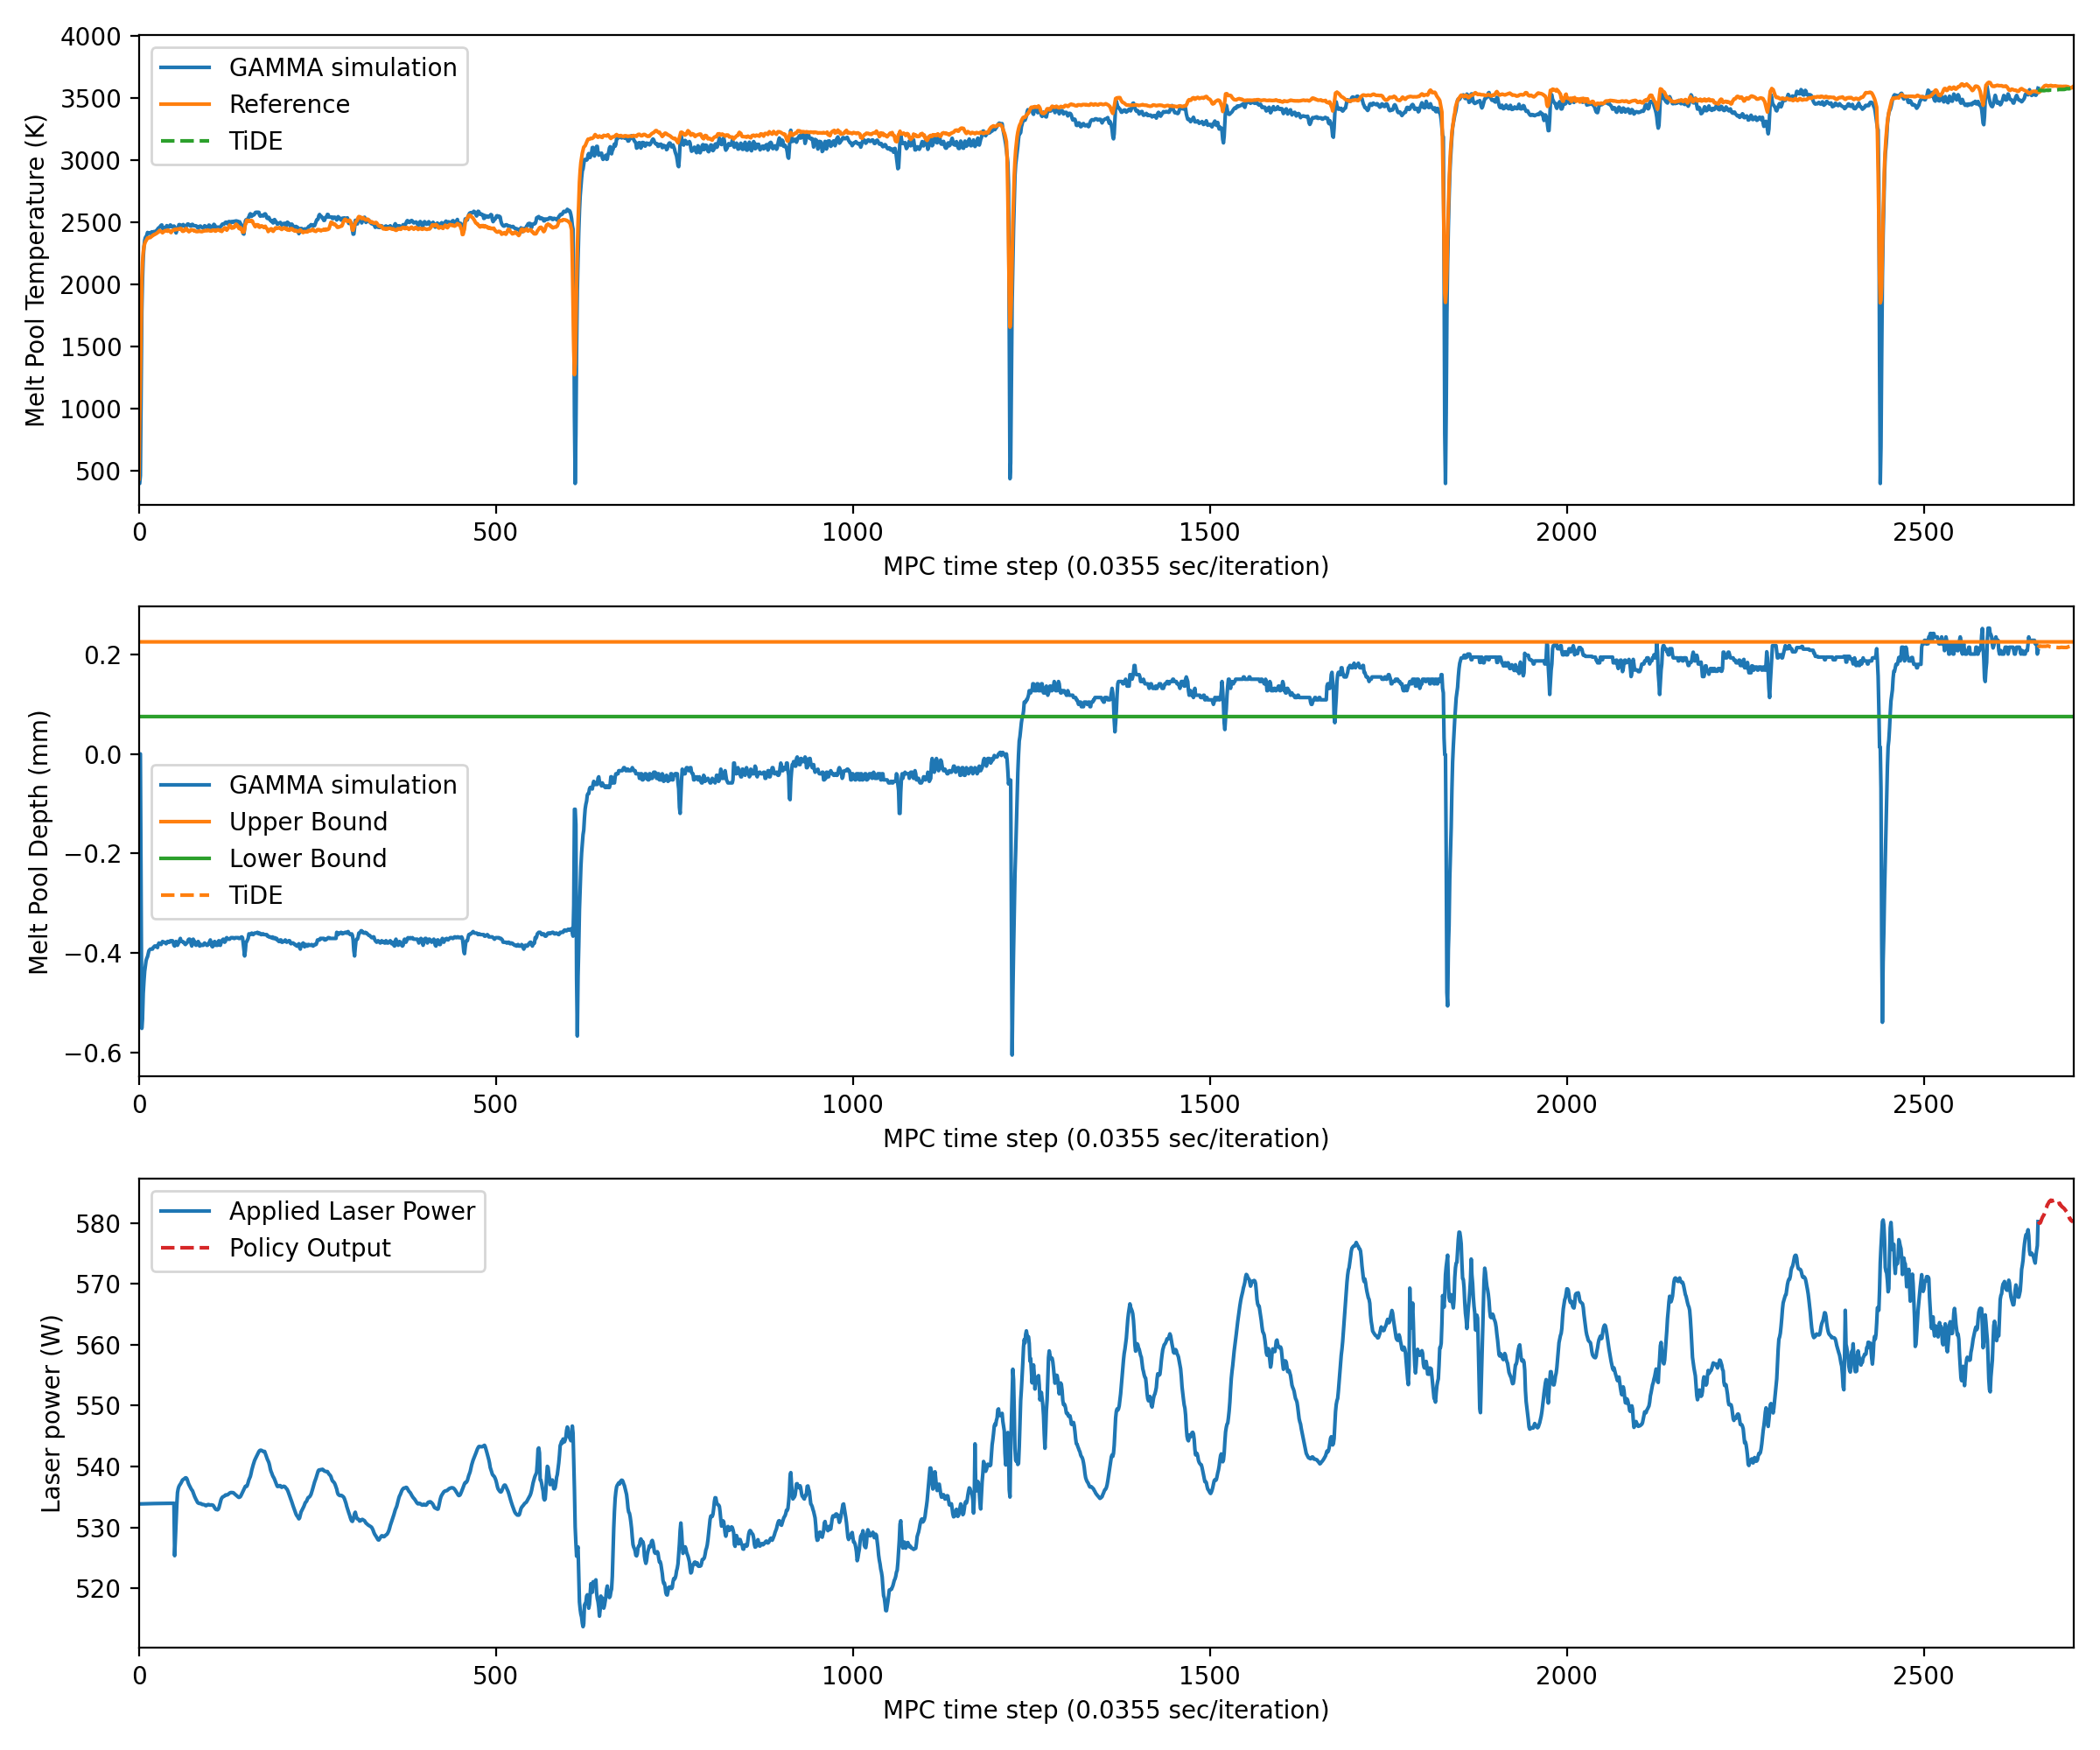 4000
3500
3000
2500
2000
1500
1000
500
Melt Pool Temperature (K)
GAMMA simulation
Reference
TiDE
0 500 1000 1500 2000 2500
MPC time step (0.0355 sec/iteration)
0.2
0.0
−0.2
−0.4
−0.6
Melt Pool Depth (mm)
GAMMA simulation
Upper Bound
Lower Bound
TiDE
0 500 1000 1500 2000 2500
MPC time step (0.0355 sec/iteration)
580
570
560
550
540
530
520
Laser power (W)
Applied Laser Power
Policy Output
0 500 1000 1500 2000 2500
MPC time step (0.0355 sec/iteration)